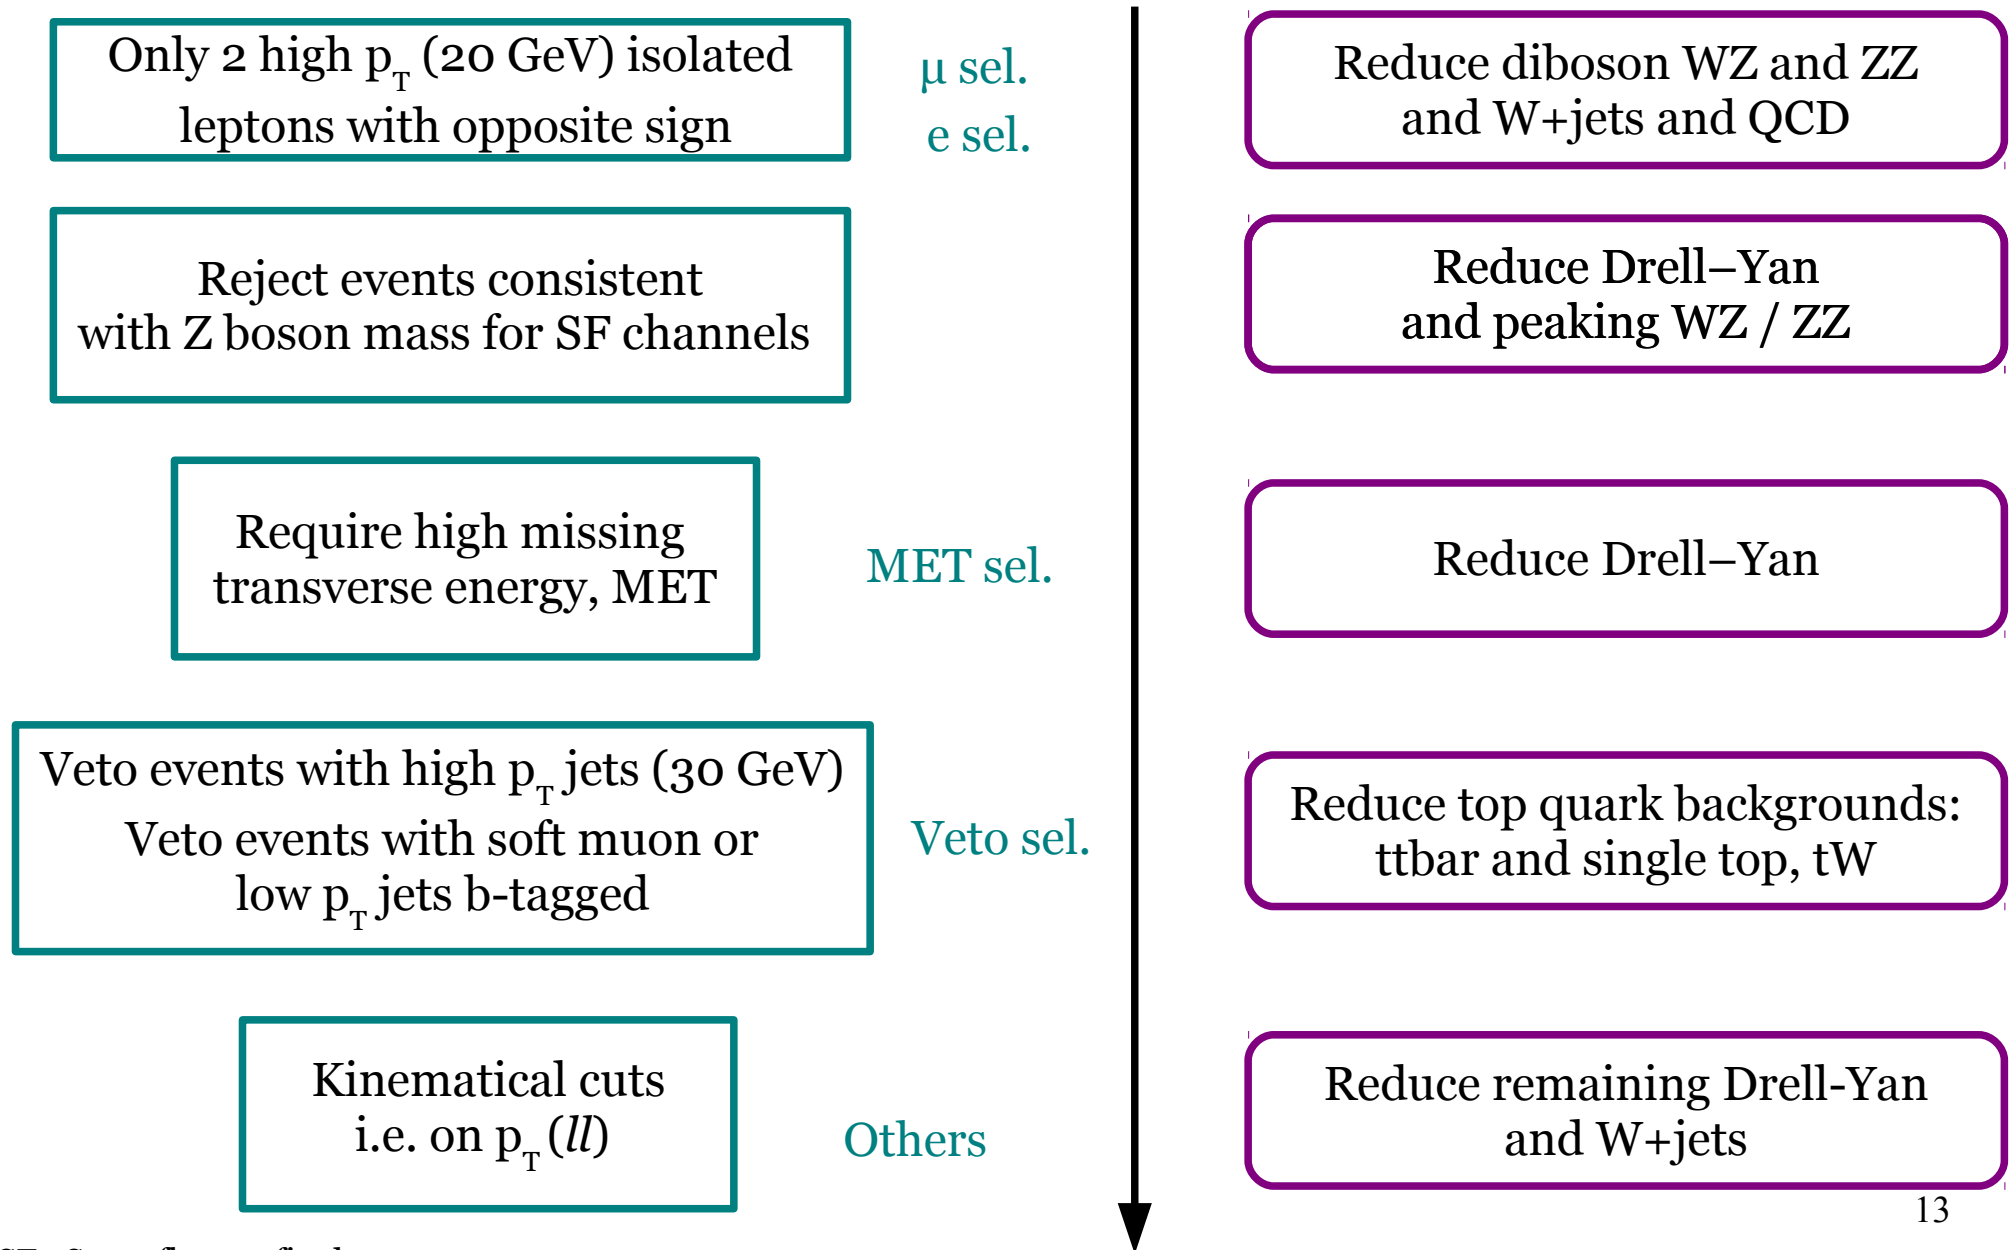 Only 2 high pT (20 GeV) isolated
leptons with opposite sign
μ sel.
e sel.
Reduce diboson WZ and ZZ
and W+jets and QCD
Reject events consistent
with Z boson mass for SF channels
Reduce Drell–Yan
and peaking WZ / ZZ
Require high missing
transverse energy, MET
MET sel.
Reduce Drell–Yan
Veto events with high pT jets (30 GeV)
Veto events with soft muon or
low pT jets b-tagged
Veto sel.
Reduce top quark backgrounds:
ttbar and single top, tW
Kinematical cuts
i.e. on pT (ll)
Others
Reduce remaining Drell-Yan
and W+jets
13